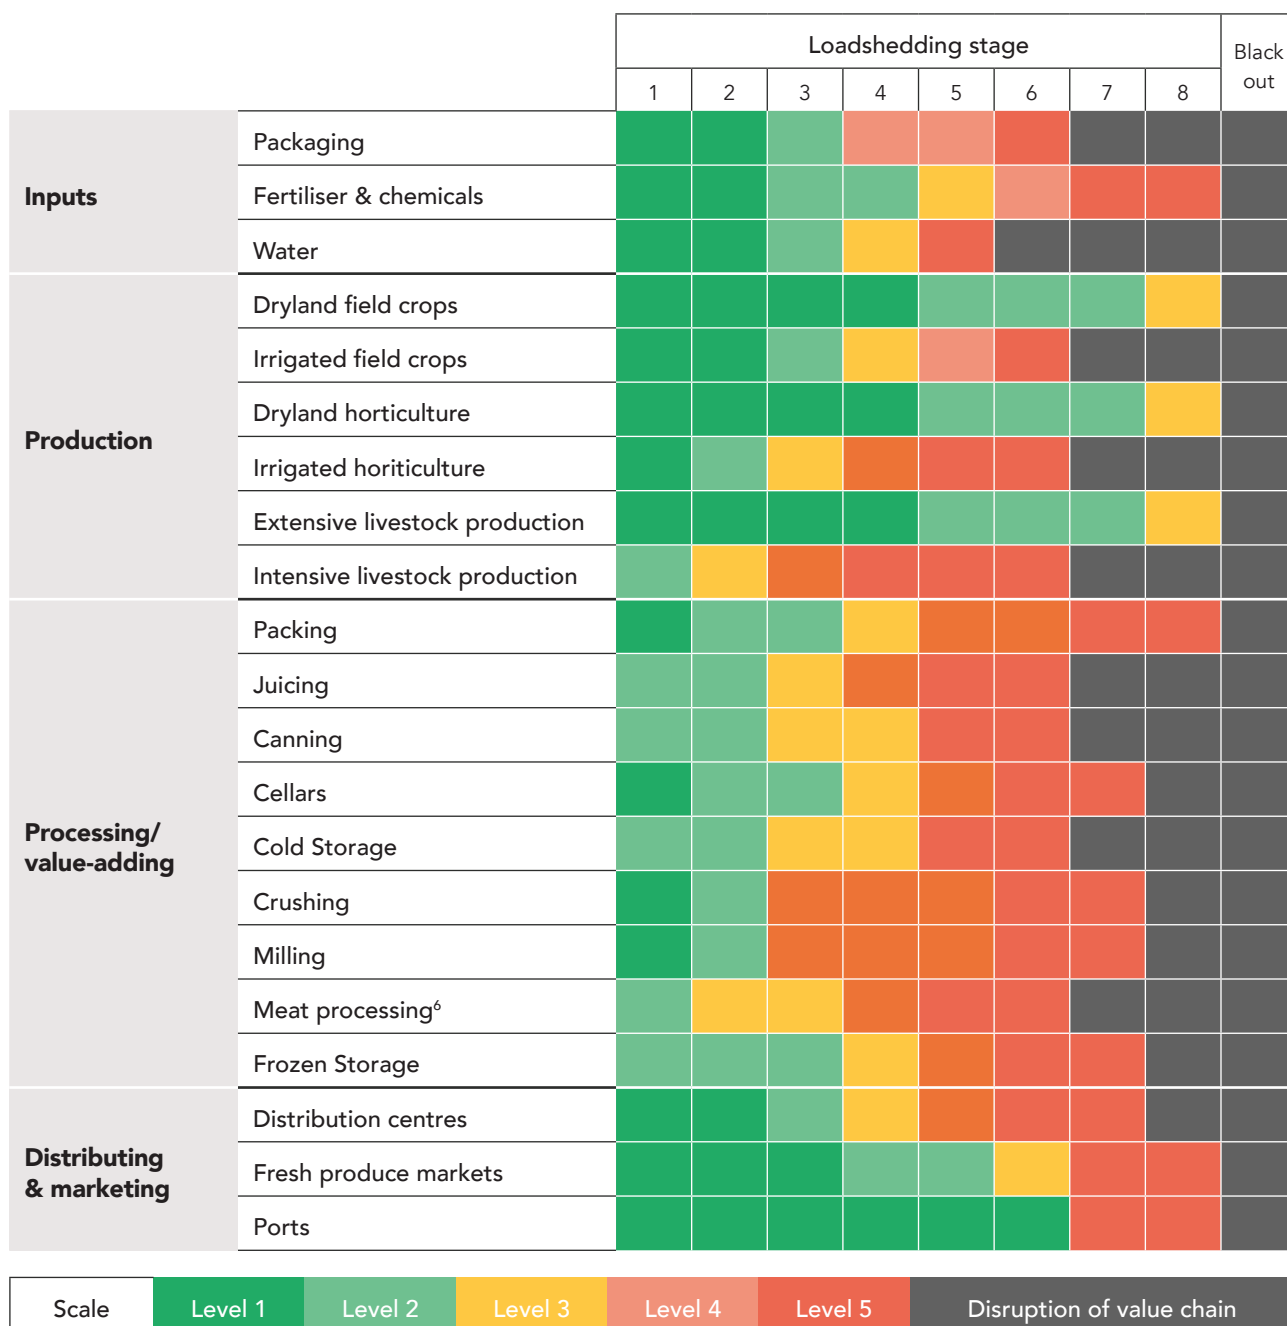 Loadshedding stage
Black
out
1 2 3 4 5 6 7 8
Inputs
Packaging
Fertiliser & chemicals
Water
Production
Dryland field crops
Irrigated field crops
Dryland horticulture
Irrigated horiticulture
Extensive livestock production
Intensive livestock production
Processing/
value-adding
Packing
Juicing
Canning
Cellars
Cold Storage
Crushing
Milling
Meat processing⁶
Frozen Storage
Distributing
& marketing
Distribution centres
Fresh produce markets
Ports
Scale Level 1 Level 2 Level 3 Level 4 Level 5 Disruption of value chain